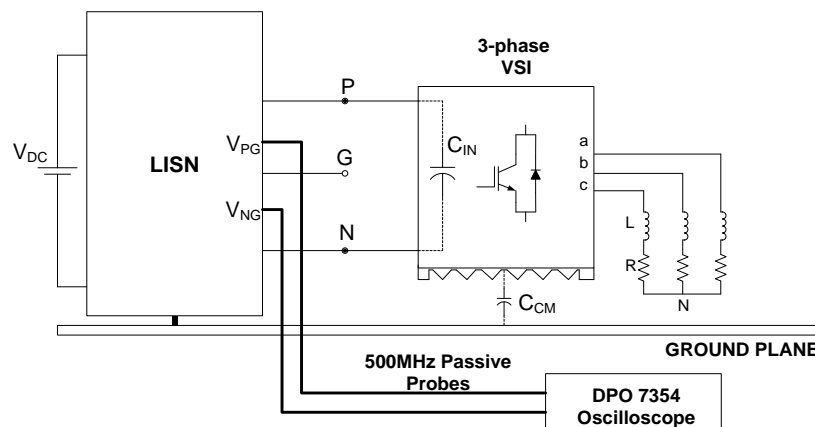 3-phase
VSI
P
V_DC
LISN
V_PG
C_IN
G
V_NG
N
a
b
c
L
R
N
C_CM
GROUND PLANE
500MHz Passive
Probes
DPO 7354
Oscilloscope